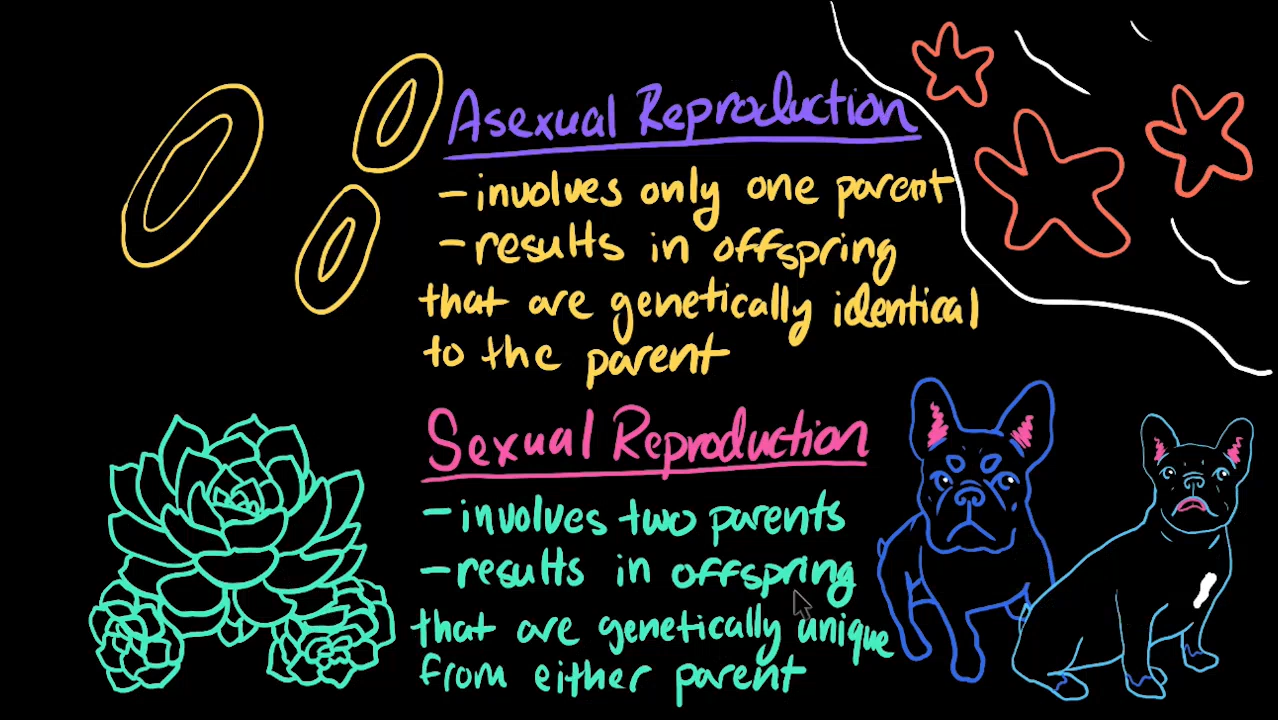 Asexual Reproduction
- involves only one parent
- results in offspring
that are genetically identical
to the parent
Sexual Reproduction
- involves two parents
- results in offspring
that are genetically unique
from either parent